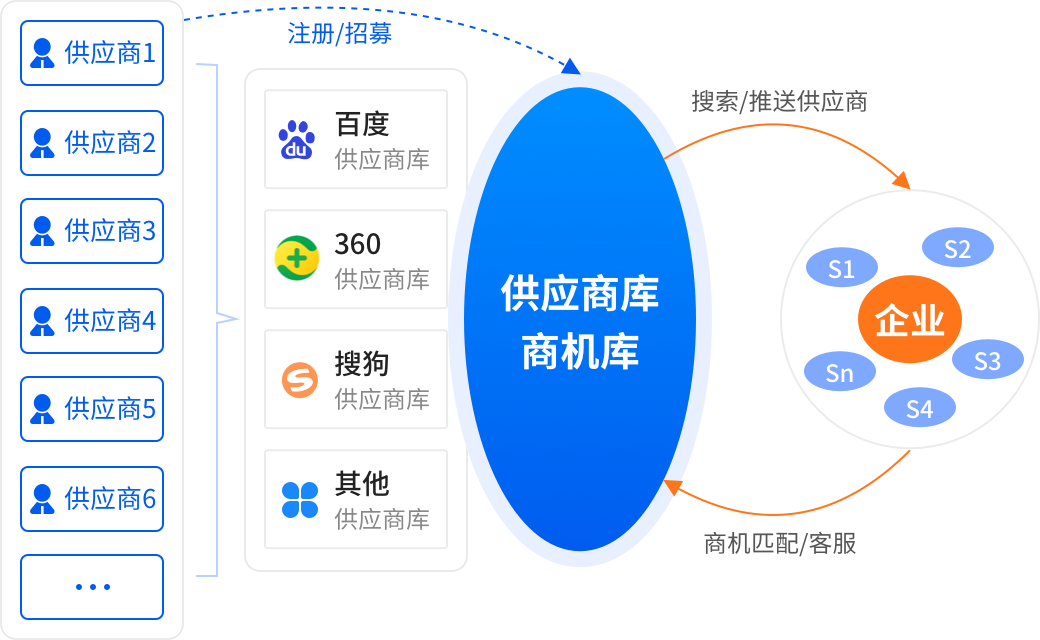 供应商1
供应商2
供应商3
供应商4
供应商5
供应商6
...
注册/招募
du
百度
供应商库
360
供应商库
搜狗
供应商库
其他
供应商库
供应商库
商机库
搜索/推送供应商
S1
S2
企业
S3
Sn
S4
商机匹配/客服